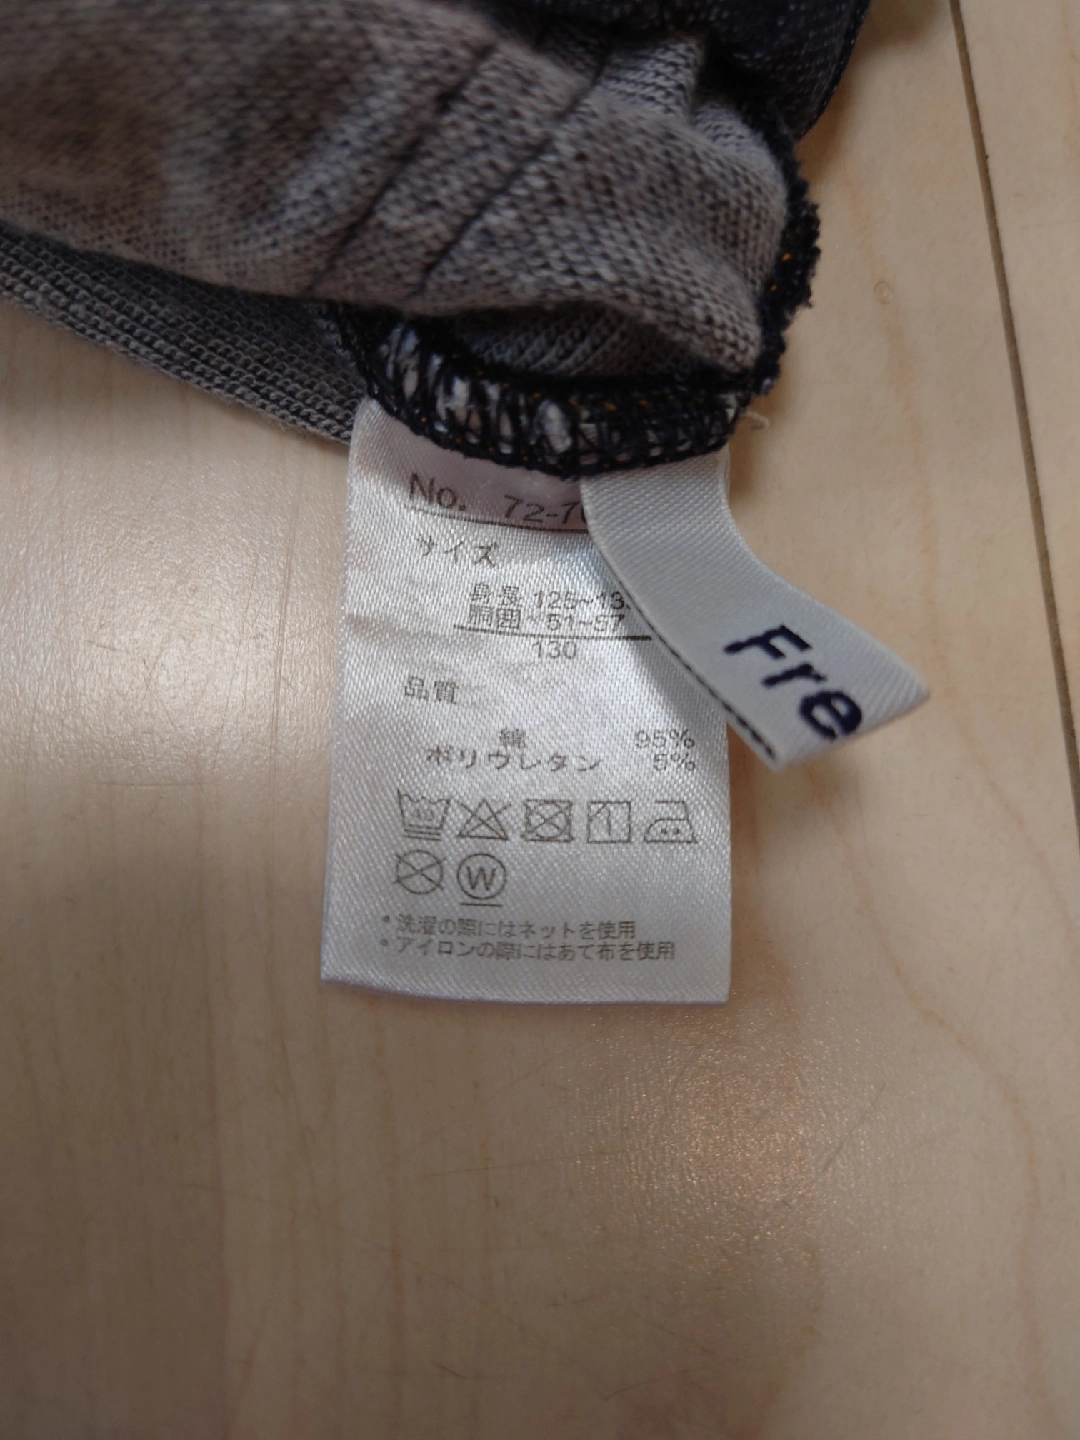 No. 72-70
サイズ
身長 125~13
胴囲 51~57
130
品質
綿 95%
ポリウレタン 5%
W
*洗濯の際にはネットを使用
*アイロンの際にはあて布を使用
Fre